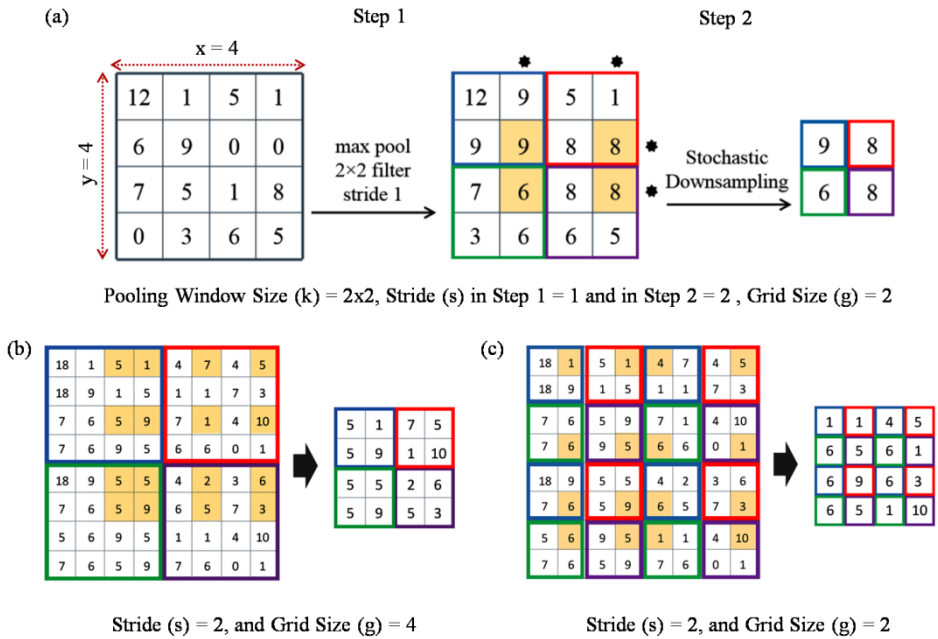 (a)
Step 1
Step 2
x = 4
y = 4
12 1 5 1
6 9 0 0
7 5 1 8
0 3 6 5
max pool
2×2 filter
stride 1
12 9 5 1
9 9 8 8
7 6 8 8
3 6 6 5
Stochastic
Downsampling
9 8
6 8
Pooling Window Size (k) = 2x2, Stride (s) in Step 1 = 1 and in Step 2 = 2 , Grid Size (g) = 2
(b)
18 1 5 1 4 7 4 5
18 9 1 5 1 1 7 3
7 6 5 9 7 1 4 10
7 6 9 5 6 6 0 1
18 9 5 5 4 2 3 6
7 6 5 9 6 5 7 3
5 6 9 5 1 1 4 10
7 6 5 9 7 6 0 1
5 1 7 5
5 9 1 10
5 5 2 6
5 9 5 3
Stride (s) = 2, and Grid Size (g) = 4
(c)
18 1 5 1 4 7 4 5
18 9 1 5 1 1 7 3
7 6 5 9 7 1 4 10
7 6 9 5 6 6 0 1
18 9 5 5 4 2 3 6
7 6 5 9 6 5 7 3
5 6 9 5 1 1 4 10
7 6 5 9 7 6 0 1
1 1 4 5
6 5 6 1
6 9 6 3
6 5 1 10
Stride (s) = 2, and Grid Size (g) = 2